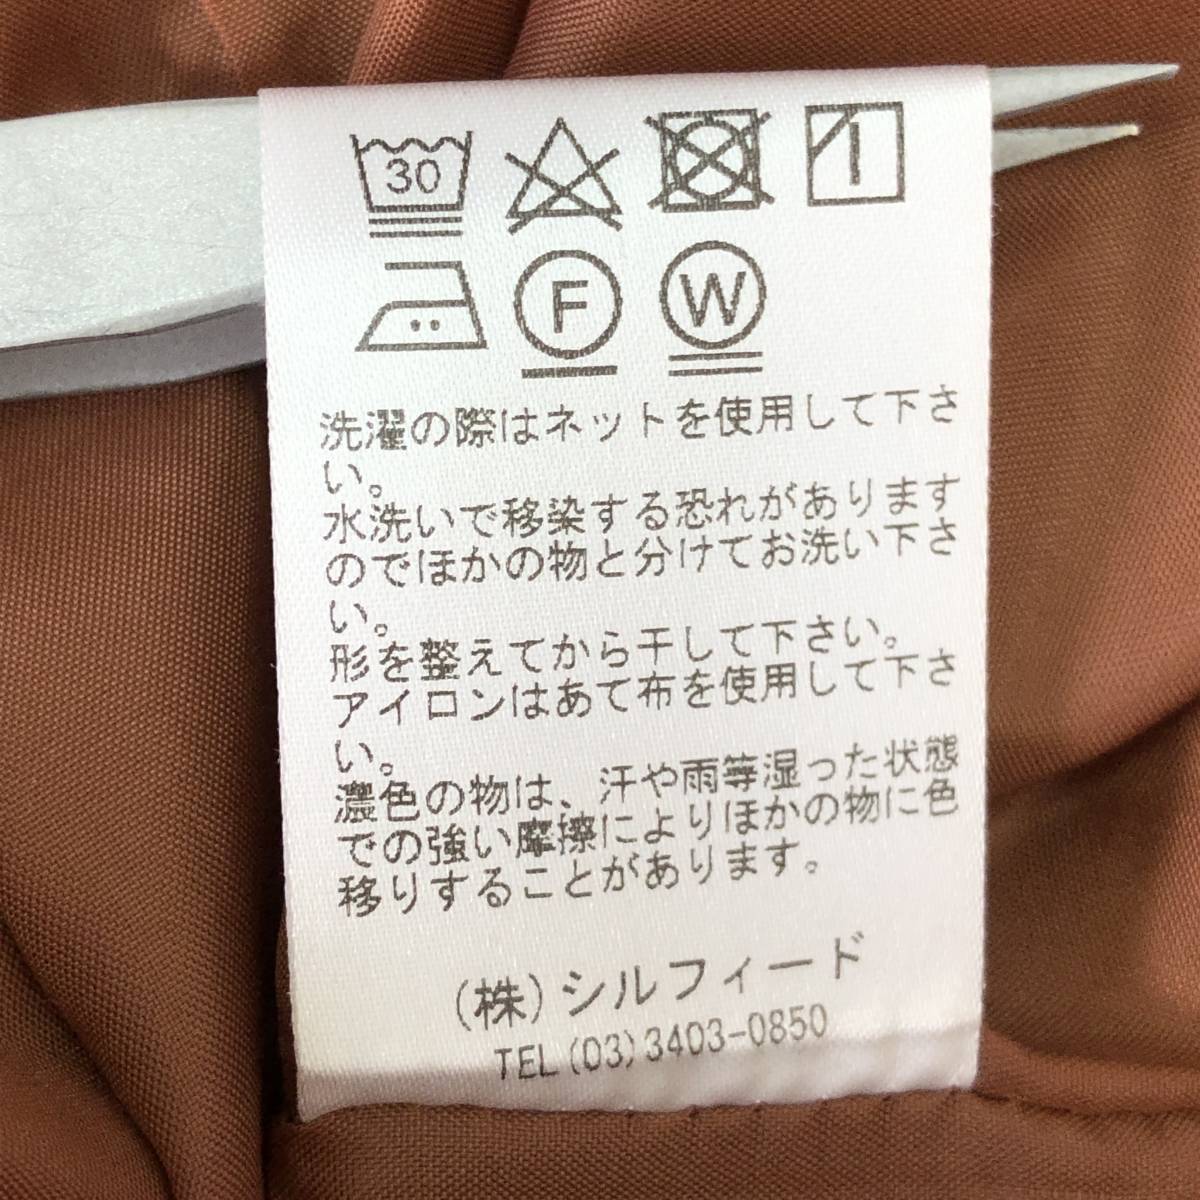 30
F W
洗濯の際はネットを使用して下さ
い。
水洗いで移染する恐れがあります
のでほかの物と分けてお洗い下さ
い。
形を整えてから干して下さい。
アイロンはあて布を使用して下さ
い。
濃色の物は、汗や雨等湿った状態
での強い摩擦によりほかの物に色
移りすることがあります。
(株)シルフィード
TEL(03)3403-0850